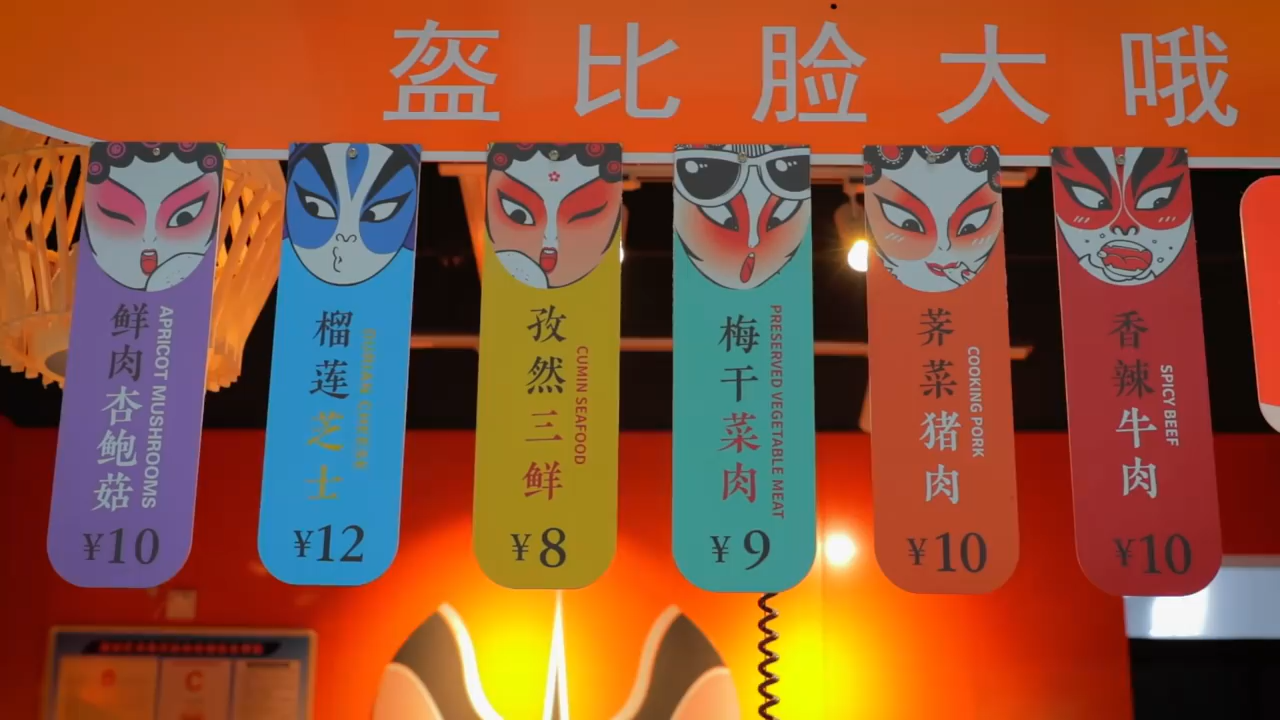 盔比脸大哦
鲜肉杏鲍菇
APRICOT MUSHROOMS
¥10
榴莲芝士
DURIAN CHEESE
¥12
孜然三鲜
CUMIN SEAFOOD
¥8
梅干菜肉
PRESERVED VEGETABLE MEAT
¥9
荠菜猪肉
COOKING PORK
¥10
香辣牛肉
SPICY BEEF
¥10
C